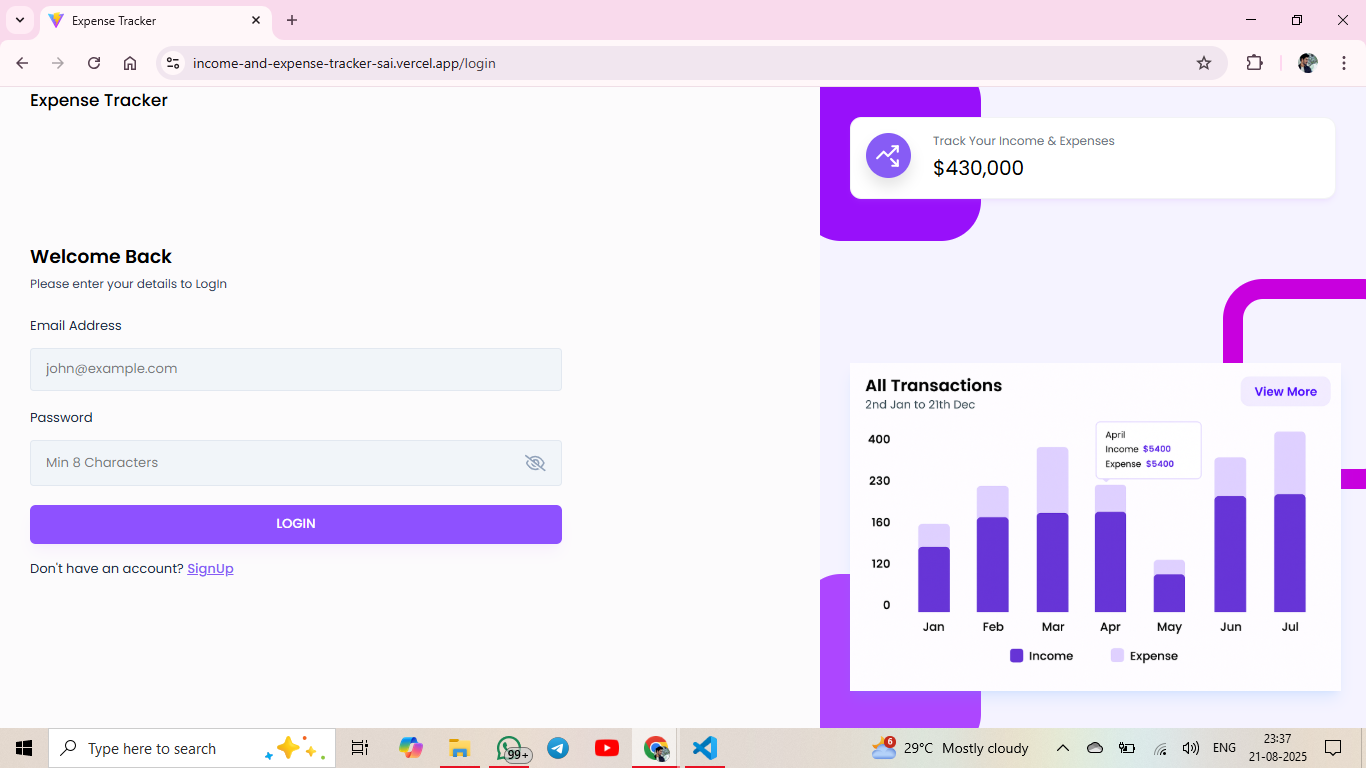 Expense Tracker
income-and-expense-tracker-sai.vercel.app/login
Expense Tracker
Welcome Back
Please enter your details to LogIn
Email Address
john@example.com
Password
Min 8 Characters
LOGIN
Don't have an account? SignUp
Track Your Income & Expenses
$430,000
All Transactions
2nd Jan to 21th Dec
View More
April
Income $5400
Expense $5400
400
230
160
120
0
Jan Feb Mar Apr May Jun Jul
Income Expense
Type here to search
99+
6
29°C Mostly cloudy
ENG
23:37
21-08-2025